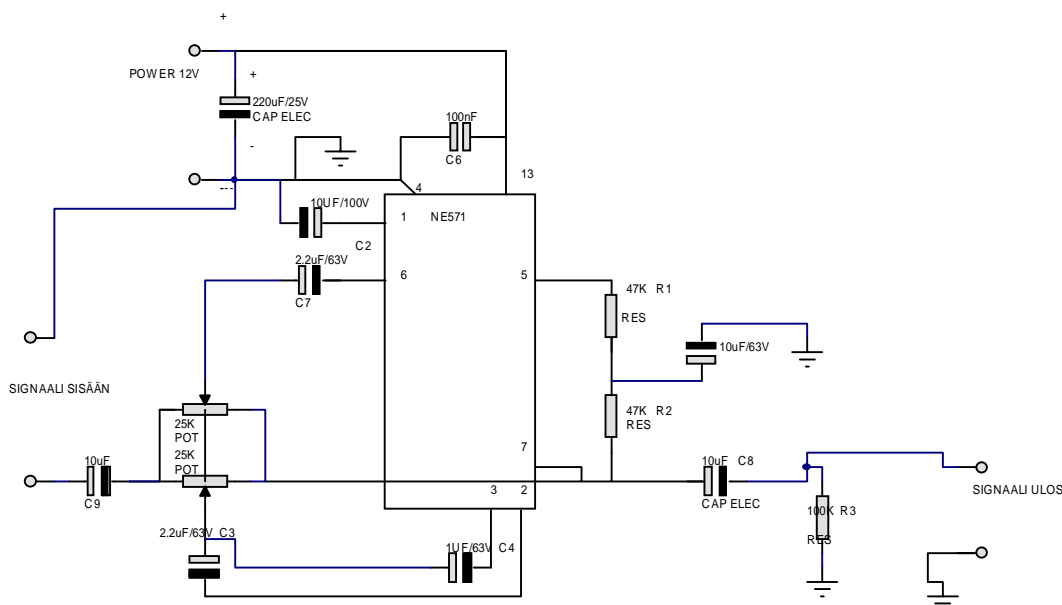 +
POWER 12V
+
220uF/25V
CAP ELEC
-
100nF
C6
13
---
4
10UF/100V
1
NE571
C2
2.2uF/63V
6
5
C7
47K R1
RES
10uF/63V
SIGNAALI SISÄÄN
25K
POT
25K
POT
47K R2
RES
7
10uF
C9
3
2
10uF C8
CAP ELEC
SIGNAALI ULOS
100K R3
RES
2.2uF/63V C3
1UF/63V C4